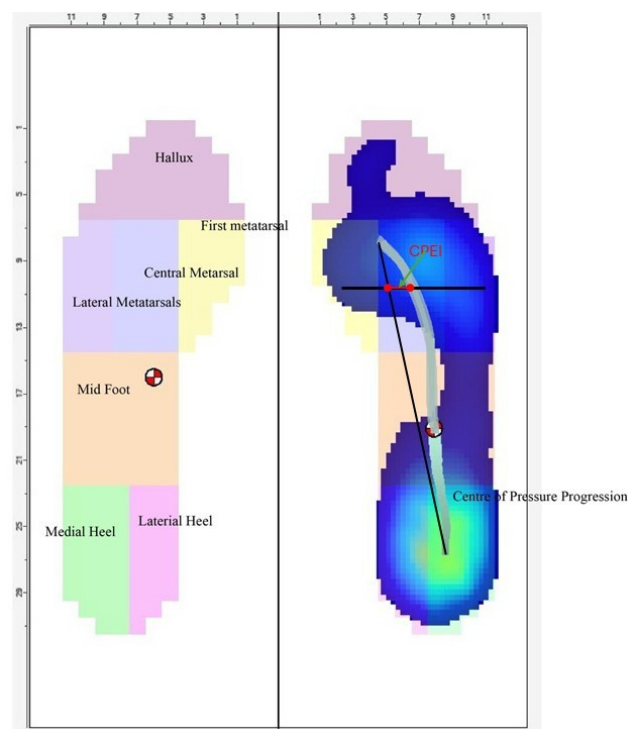 11 9 7 5 3 1 1 3 5 7 9 11
1
5
Hallux
First metatarsal
9
CPEI
Central Metarsal
Lateral Metatarsals
13
17
Mid Foot
21
Centre of Pressure Progression
25
Laterial Heel
Medial Heel
29